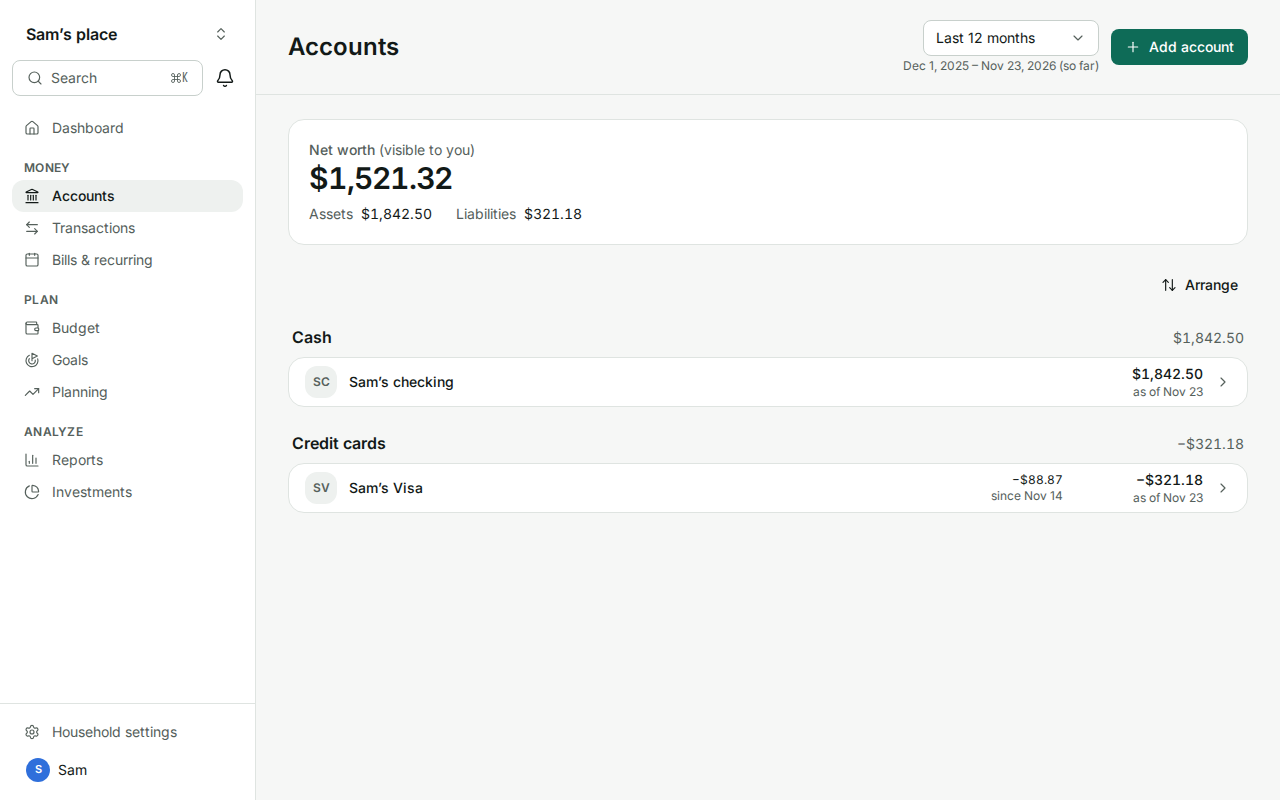 Sam's place
Search ⌘K
Dashboard
MONEY
Accounts
Transactions
Bills & recurring
PLAN
Budget
Goals
Planning
ANALYZE
Reports
Investments
Household settings
S Sam
Accounts
Last 12 months
Dec 1, 2025 – Nov 23, 2026 (so far)
Add account
Net worth (visible to you)
$1,521.32
Assets $1,842.50 Liabilities $321.18
Arrange
Cash $1,842.50
SC Sam's checking $1,842.50
as of Nov 23
Credit cards −$321.18
SV Sam's Visa −$88.87 −$321.18
since Nov 14 as of Nov 23